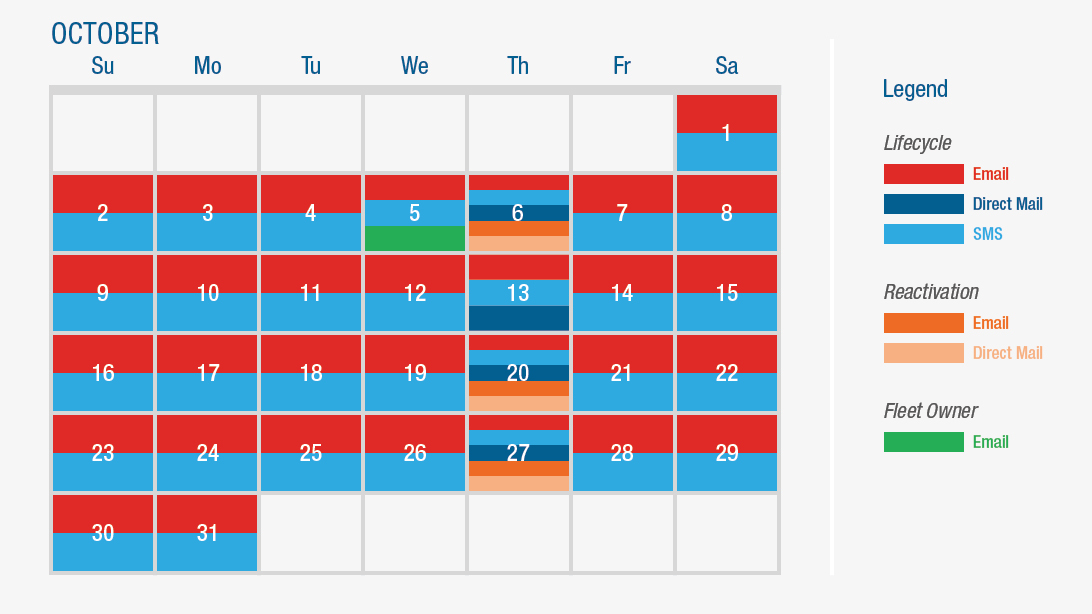 OCTOBER
Su Mo Tu We Th Fr Sa
1
2 3 4 5 6 7 8
9 10 11 12 13 14 15
16 17 18 19 20 21 22
23 24 25 26 27 28 29
30 31
Legend
Lifecycle
Email
Direct Mail
SMS
Reactivation
Email
Direct Mail
Fleet Owner
Email